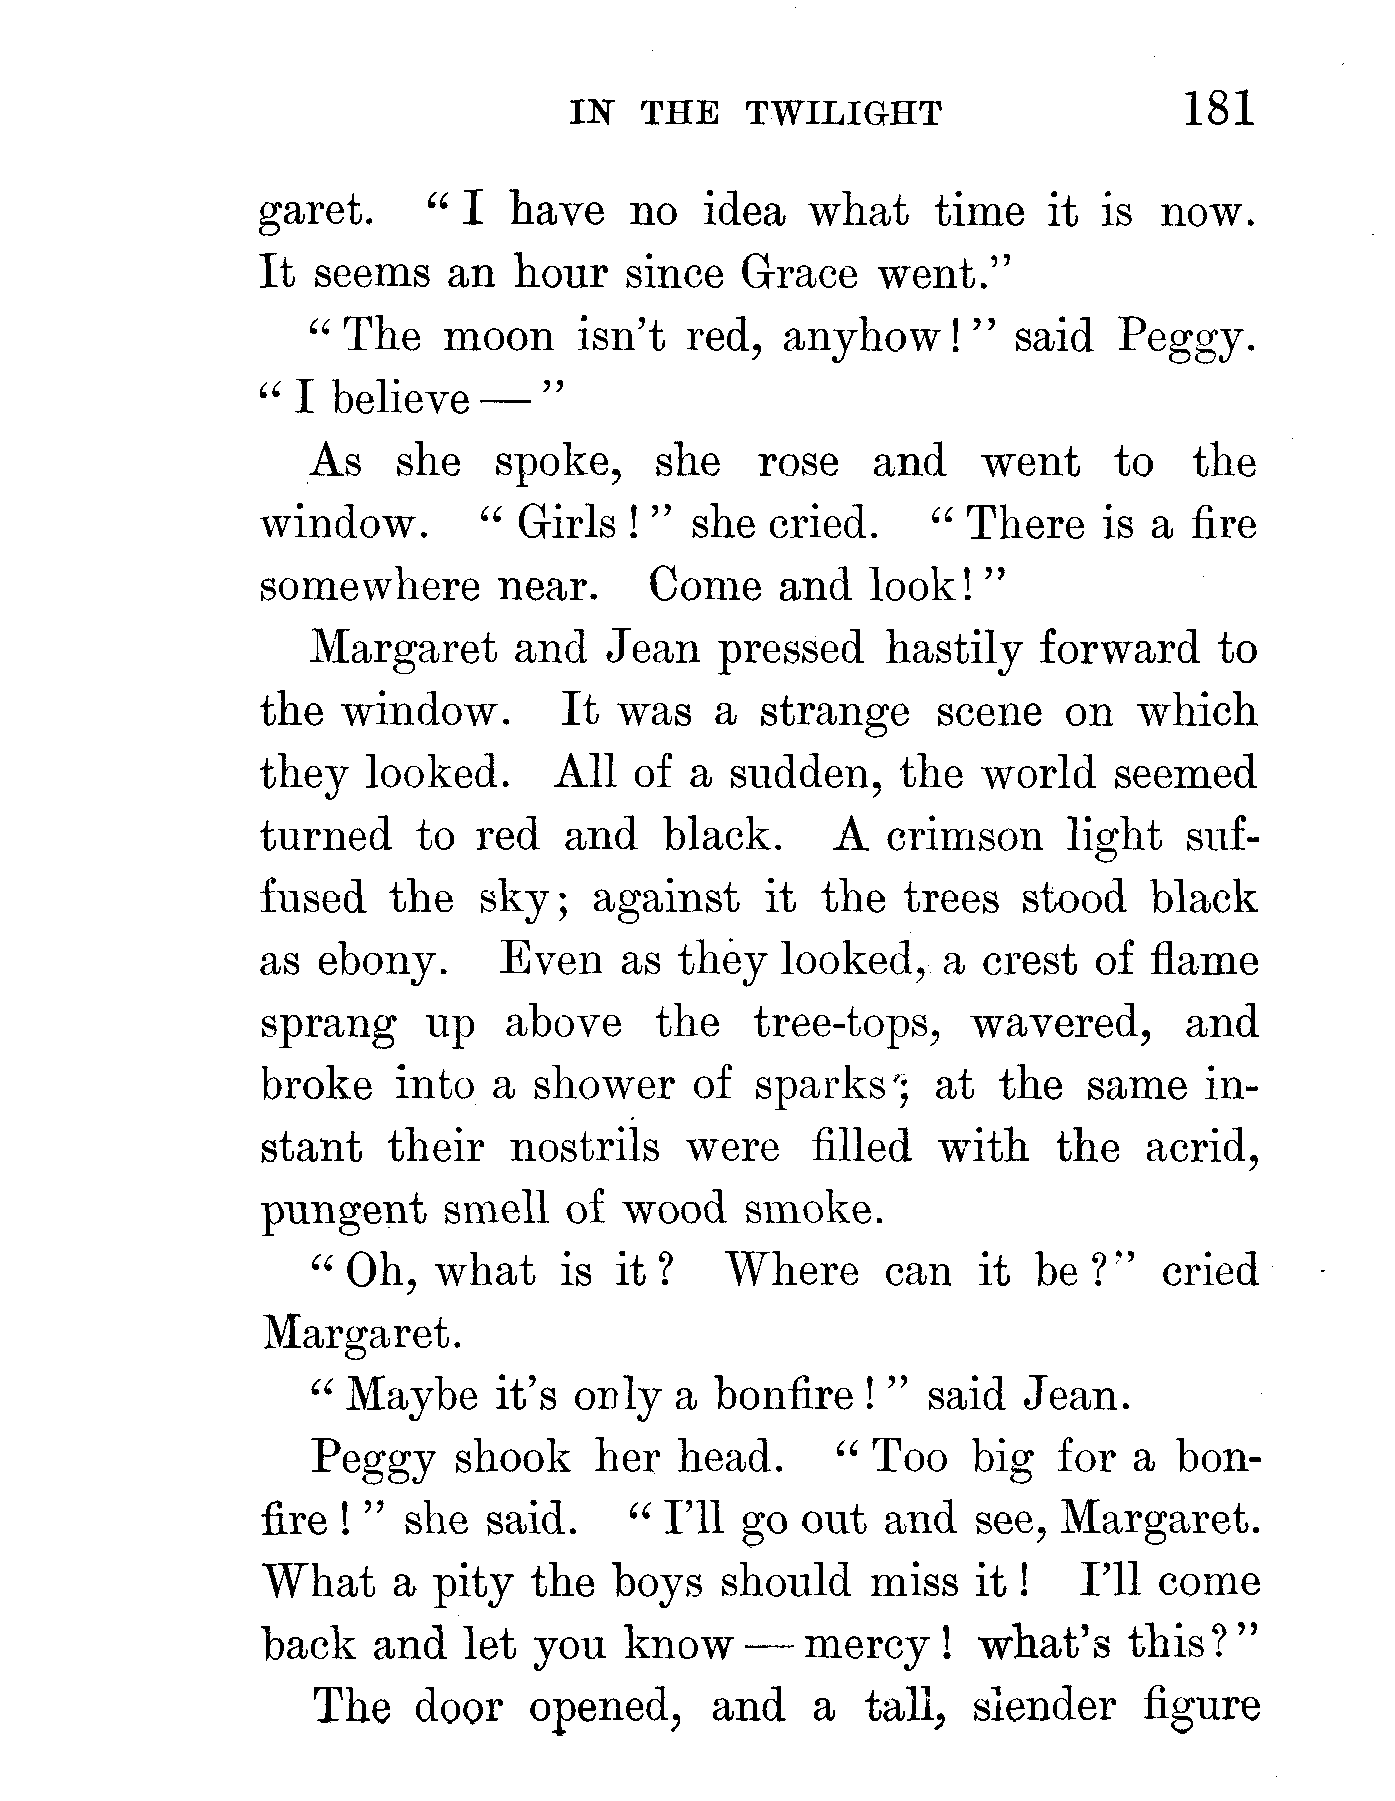 IN THE TWILIGHT 181
garet. “ I have no idea what time it is now.
It seems an hour since Grace went.”
“ The moon isn’t red, anyhow ! ” said Peggy.
“ I believe — ”
As she spoke, she rose and went to the
window. “ Girls ! ” she cried. “ There is a fire
somewhere near. Come and look! ”
Margaret and Jean pressed hastily forward to
the window. It was a strange scene on which
they looked. All of a sudden, the world seemed
turned to red and black. A crimson light suf-
fused the sky; against it the trees stood black
as ebony. Even as they looked, a crest of flame
sprang up above the tree-tops, wavered, and
broke into a shower of sparks; at the same in-
stant their nostrils were filled with the acrid,
pungent smell of wood smoke.
“ Oh, what is it ? Where can it be ?” cried
Margaret.
“ Maybe it’s only a bonfire ! ” said Jean.
Peggy shook her head. “ Too big for a bon-
fire ! ” she said. “ I’ll go out and see, Margaret.
What a pity the boys should miss it ! I’ll come
back and let you know — mercy ! what’s this? ”
The door opened, and a tall, slender figure